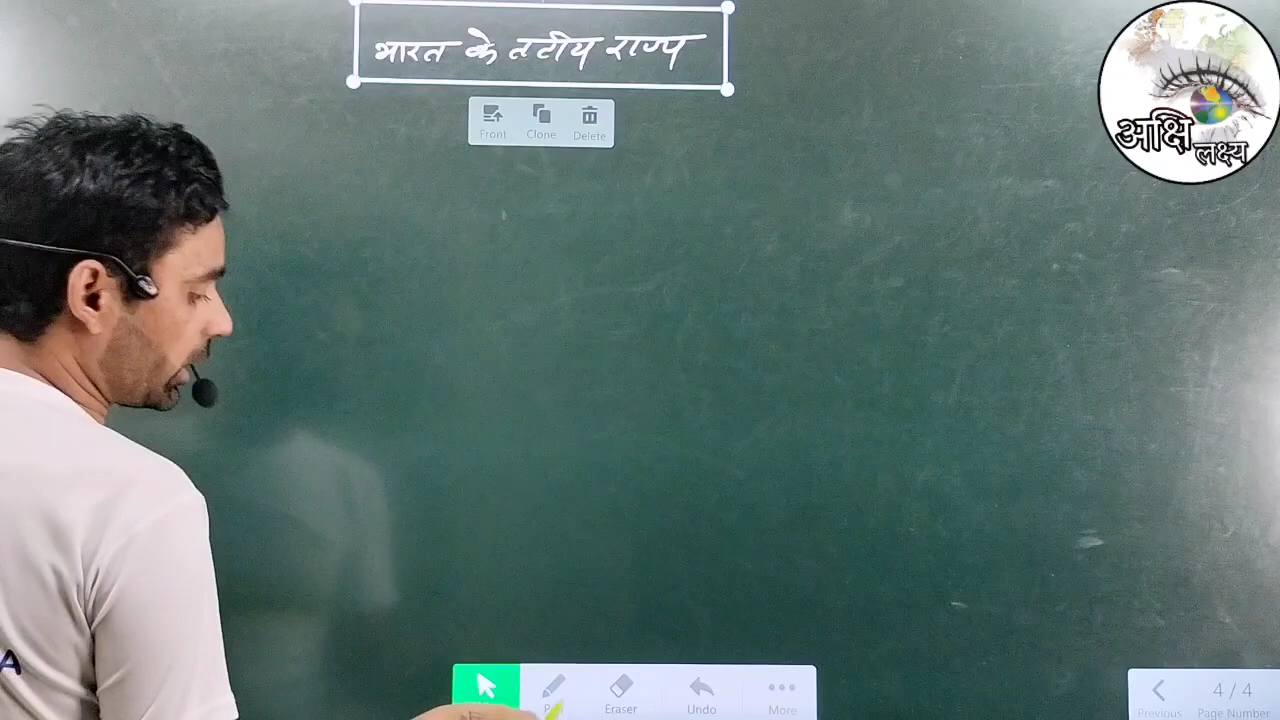 भारत के तटीय राज्य
Front Clone Delete
अक्षि
लक्ष्य
A
Eraser Undo More
4 / 4
Previous Page Number